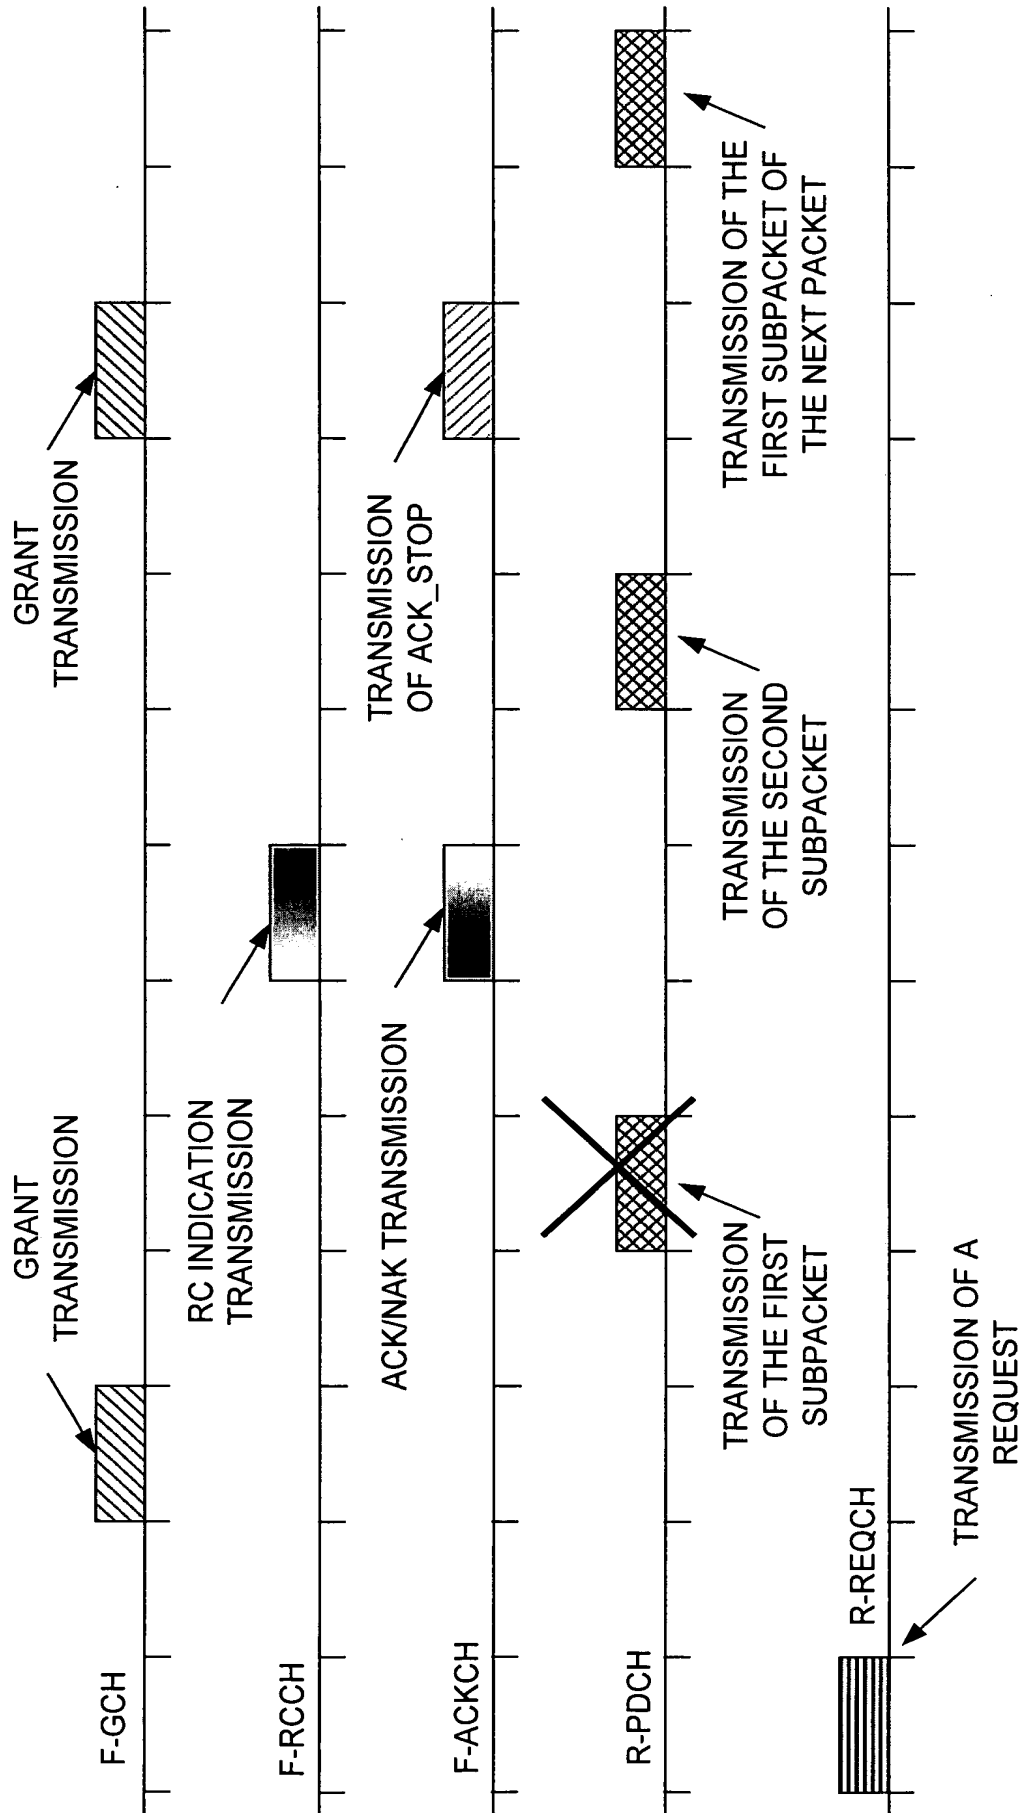 GRANT
TRANSMISSION
GRANT
TRANSMISSION
F-GCH
RC INDICATION
TRANSMISSION
F-RCCH
ACK/NAK TRANSMISSION
TRANSMISSION
OF ACK_STOP
F-ACKCH
R-PDCH
TRANSMISSION
OF THE FIRST
SUBPACKET
TRANSMISSION
OF THE SECOND
SUBPACKET
TRANSMISSION OF THE
FIRST SUBPACKET OF
THE NEXT PACKET
R-REQCH
TRANSMISSION OF A
REQUEST